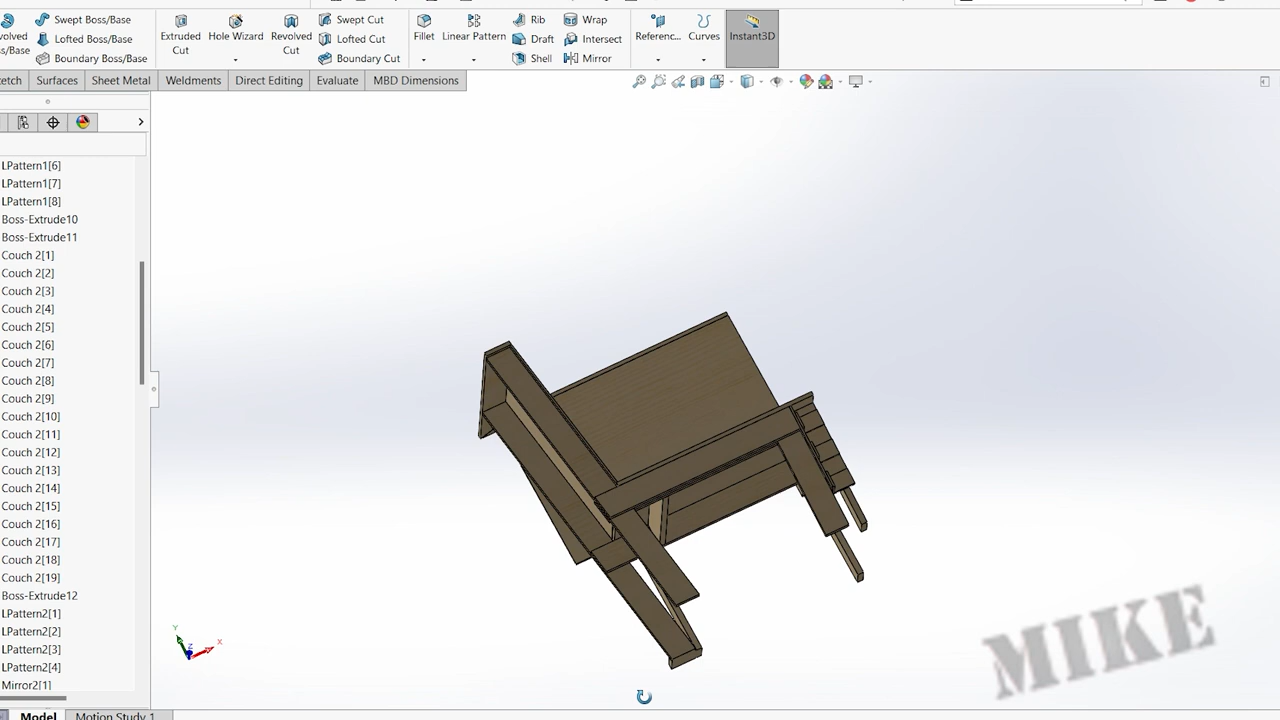 volved
ss/Base
Swept Boss/Base
Lofted Boss/Base
Boundary Boss/Base
Extruded
Cut
Hole Wizard
Revolved
Cut
Swept Cut
Lofted Cut
Boundary Cut
Fillet
Linear Pattern
Rib
Draft
Shell
Wrap
Intersect
Mirror
Referenc...
Curves
Instant3D
etch
Surfaces
Sheet Metal
Weldments
Direct Editing
Evaluate
MBD Dimensions
LPattern1[6]
LPattern1[7]
LPattern1[8]
Boss-Extrude10
Boss-Extrude11
Couch 2[1]
Couch 2[2]
Couch 2[3]
Couch 2[4]
Couch 2[5]
Couch 2[6]
Couch 2[7]
Couch 2[8]
Couch 2[9]
Couch 2[10]
Couch 2[11]
Couch 2[12]
Couch 2[13]
Couch 2[14]
Couch 2[15]
Couch 2[16]
Couch 2[17]
Couch 2[18]
Couch 2[19]
Boss-Extrude12
LPattern2[1]
LPattern2[2]
LPattern2[3]
LPattern2[4]
Mirror2[1]
Y
X
Z
MIKE
Model
Motion Study 1